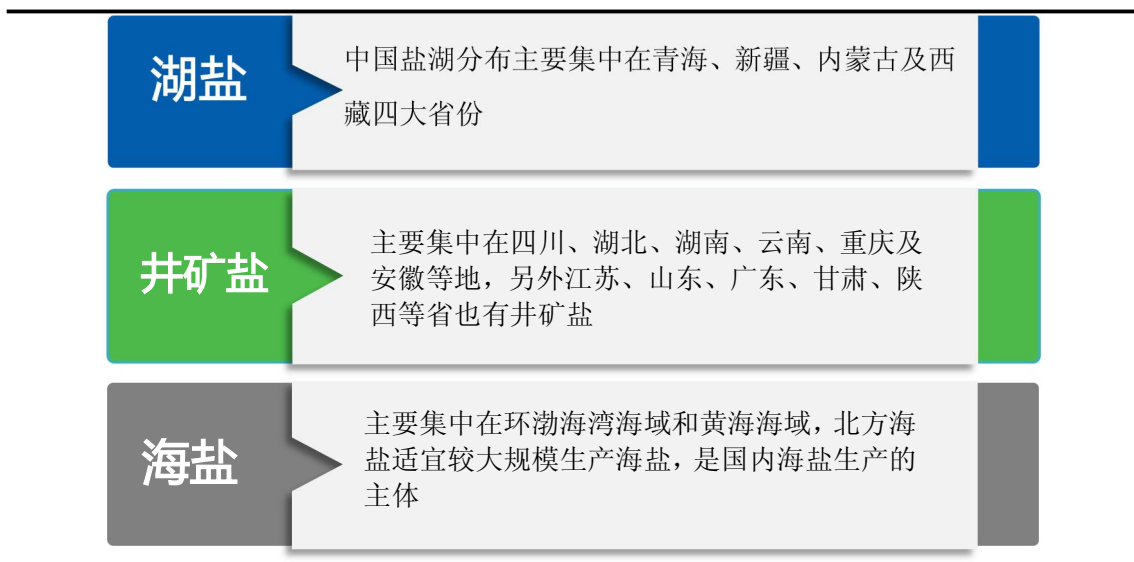 湖盐
中国盐湖分布主要集中在青海、新疆、内蒙古及西
藏四大省份
井矿盐
主要集中在四川、湖北、湖南、云南、重庆及
安徽等地，另外江苏、山东、广东、甘肃、陕
西等省也有井矿盐
海盐
主要集中在环渤海湾海域和黄海海域，北方海
盐适宜较大规模生产海盐，是国内海盐生产的
主体